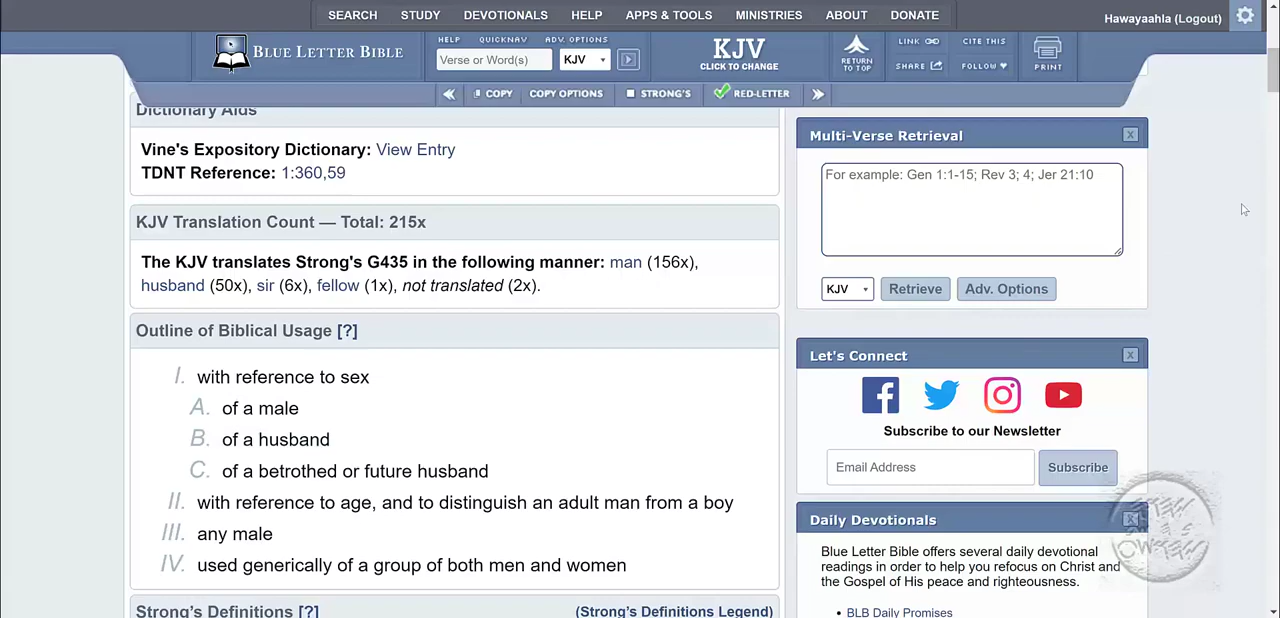 SEARCH STUDY DEVOTIONALS HELP APPS & TOOLS MINISTRIES ABOUT DONATE Hawayaahla (Logout)
BLUE LETTER BIBLE
HELP QUICKNAV ADV. OPTIONS
Verse or Word(s) KJV
KJV
CLICK TO CHANGE
RETURN
TO TOP
LINK CITE THIS
SHARE FOLLOW
PRINT
COPY COPY OPTIONS STRONG'S RED-LETTER
Dictionary Aids
Vine's Expository Dictionary: View Entry
TDNT Reference: 1:360,59
KJV Translation Count — Total: 215x
The KJV translates Strong's G435 in the following manner: man (156x),
husband (50x), sir (6x), fellow (1x), not translated (2x).
Outline of Biblical Usage [?]
I. with reference to sex
A. of a male
B. of a husband
C. of a betrothed or future husband
II. with reference to age, and to distinguish an adult man from a boy
III. any male
IV. used generically of a group of both men and women
Strong's Definitions [?] (Strong's Definitions Legend)
Multi-Verse Retrieval X
For example: Gen 1:1-15; Rev 3; 4; Jer 21:10
KJV Retrieve Adv. Options
Let's Connect X
Subscribe to our Newsletter
Email Address Subscribe
Daily Devotionals
Blue Letter Bible offers several daily devotional
readings in order to help you refocus on Christ and
the Gospel of His peace and righteousness.
• BLB Daily Promises